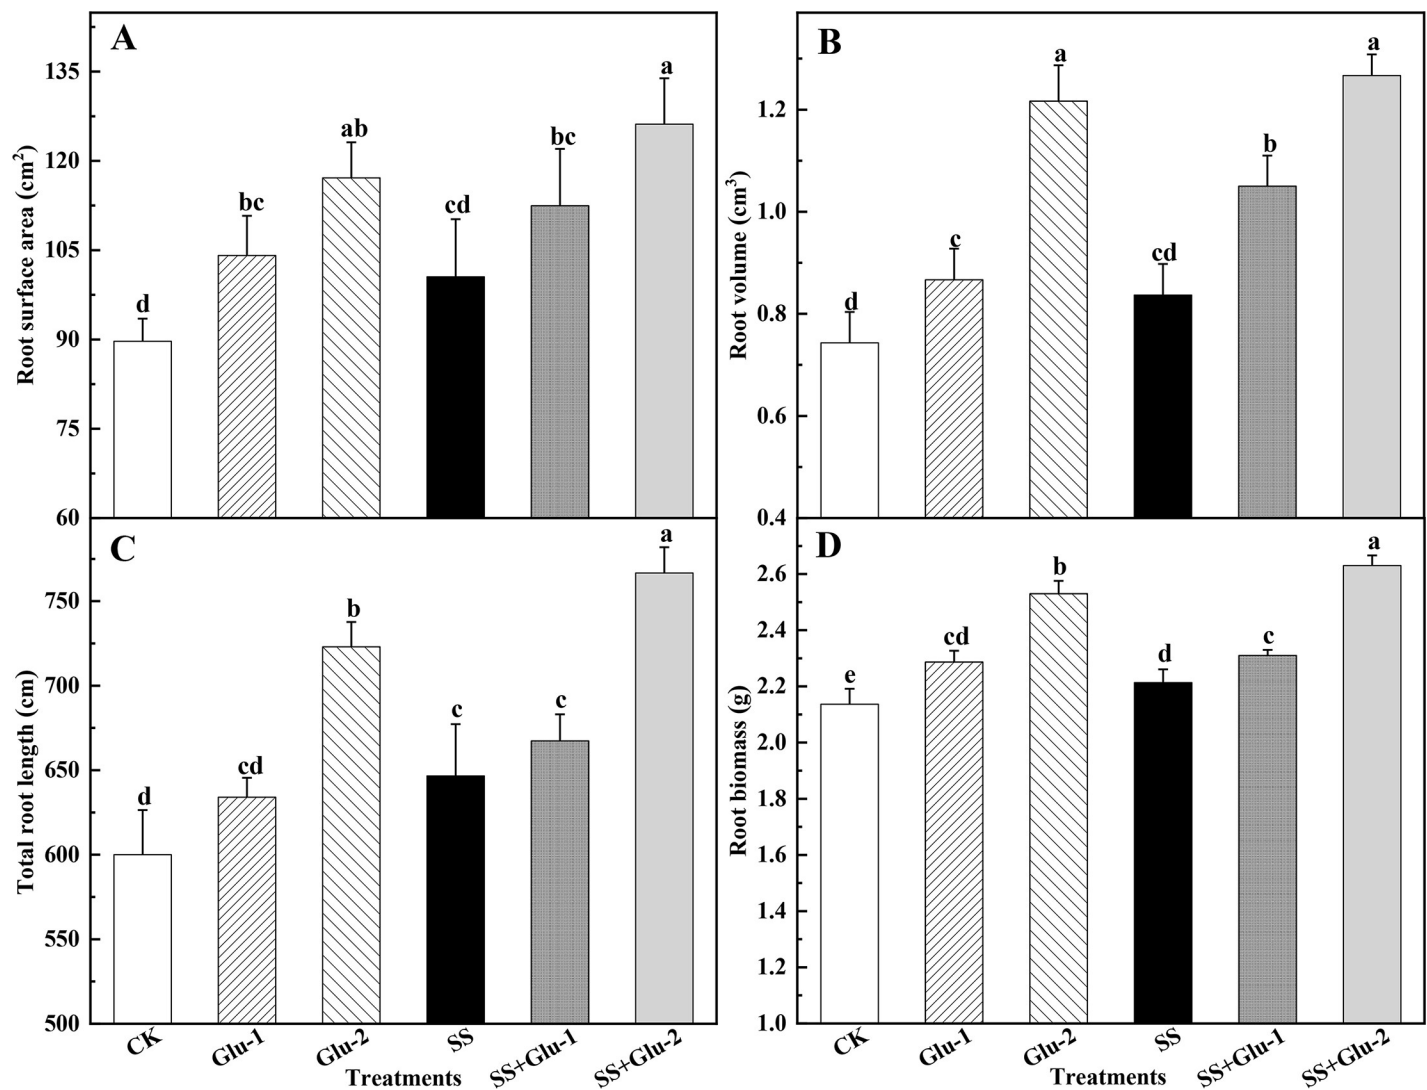 A
Root surface area (cm²)
135
120
105
90
75
60
d
bc
ab
cd
bc
a
B
Root volume (cm³)
1.2
1.0
0.8
0.6
0.4
d
c
a
cd
b
a
C
Total root length (cm)
750
700
650
600
550
500
d
cd
b
c
c
a
CK
Glu-1
Glu-2
SS
SS+Glu-1
SS+Glu-2
Treatments
D
Root biomass (g)
2.6
2.4
2.2
2.0
1.8
1.6
1.4
1.2
1.0
e
cd
b
d
c
a
CK
Glu-1
Glu-2
SS
SS+Glu-1
SS+Glu-2
Treatments